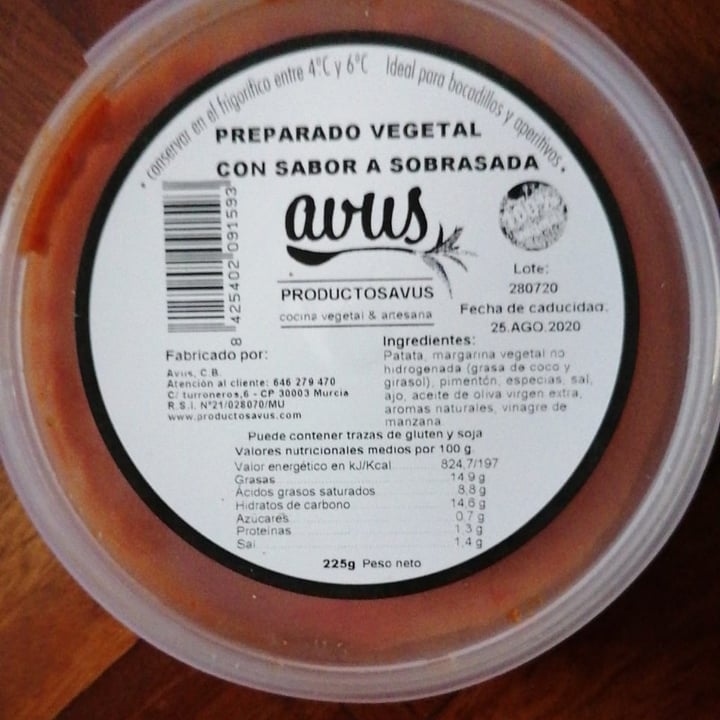 • conservar en el frigorífico entre 4°C y 6°C Ideal para bocadillos y aperitivos •
PREPARADO VEGETAL
CON SABOR A SOBRASADA
avus
PRODUCTOSAVUS
cocina vegetal & artesana
8 425402 091593
Lote:
280720
Fecha de caducidad:
25.AGO.2020
Fabricado por:
Avus, C.B.
Atención al cliente: 646 279 470
C/ turroneros,6 - CP 30003 Murcia
R.S.I. N°21/028070/MU
www.productosavus.com
Ingredientes:
Patata, margarina vegetal no
hidrogenada (grasa de coco y
girasol), pimentón, especias, sal,
ajo, aceite de oliva virgen extra,
aromas naturales, vinagre de
manzana
Puede contener trazas de gluten y soja
Valores nutricionales medios por 100 g
Valor energético en kJ/Kcal 824,7/197
Grasas 14,9 g
Ácidos grasos saturados 8,8 g
Hidratos de carbono 14,6 g
Azúcares 0,7 g
Proteínas 1,3 g
Sal 1,4 g
225g Peso neto